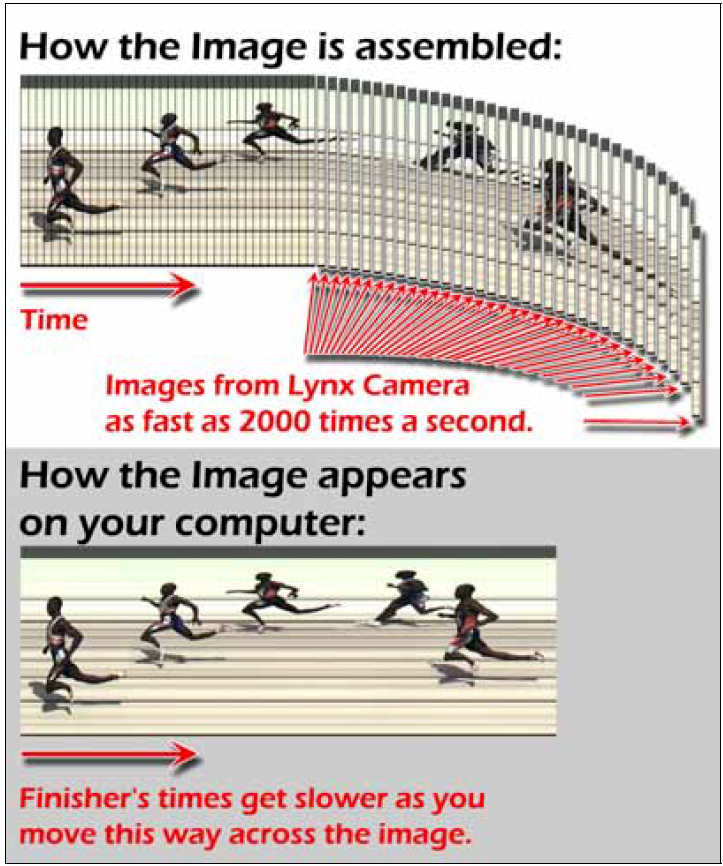 How the Image is assembled:
Time
Images from Lynx Camera
as fast as 2000 times a second.
How the Image appears
on your computer:
Finisher's times get slower as you
move this way across the image.